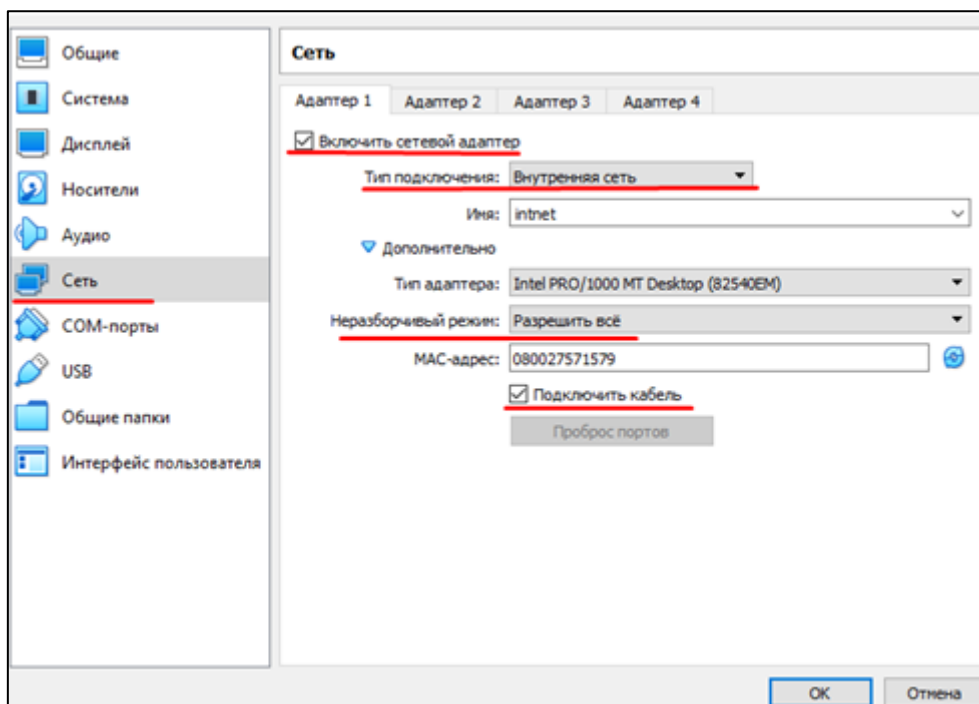 Общие
Система
Дисплей
Носители
Аудио
Сеть
COM-порты
USB
Общие папки
Интерфейс пользователя
Сеть
Адаптер 1 Адаптер 2 Адаптер 3 Адаптер 4
Включить сетевой адаптер
Тип подключения: Внутренняя сеть
Имя: intnet
Дополнительно
Тип адаптера: Intel PRO/1000 MT Desktop (82540EM)
Неразборчивый режим: Разрешить всё
MAC-адрес: 080027571579
Подключить кабель
Проброс портов
OK Отмена